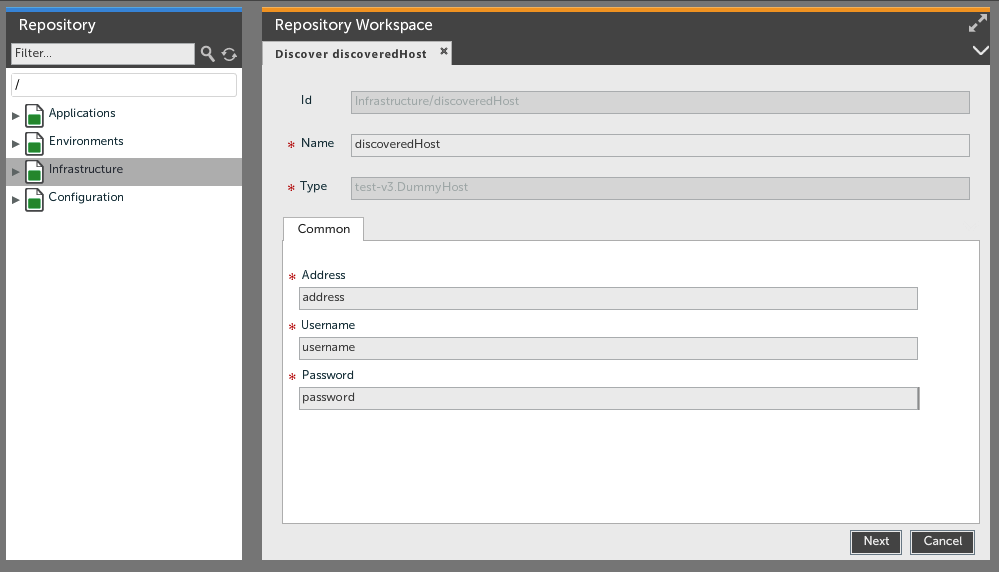 Repository
Filter...
/
Applications
Environments
Infrastructure
Configuration
Repository Workspace
Discover discoveredHost
Id
Infrastructure/discoveredHost
* Name
discoveredHost
* Type
test-v3.DummyHost
Common
* Address
address
* Username
username
* Password
password
Next
Cancel